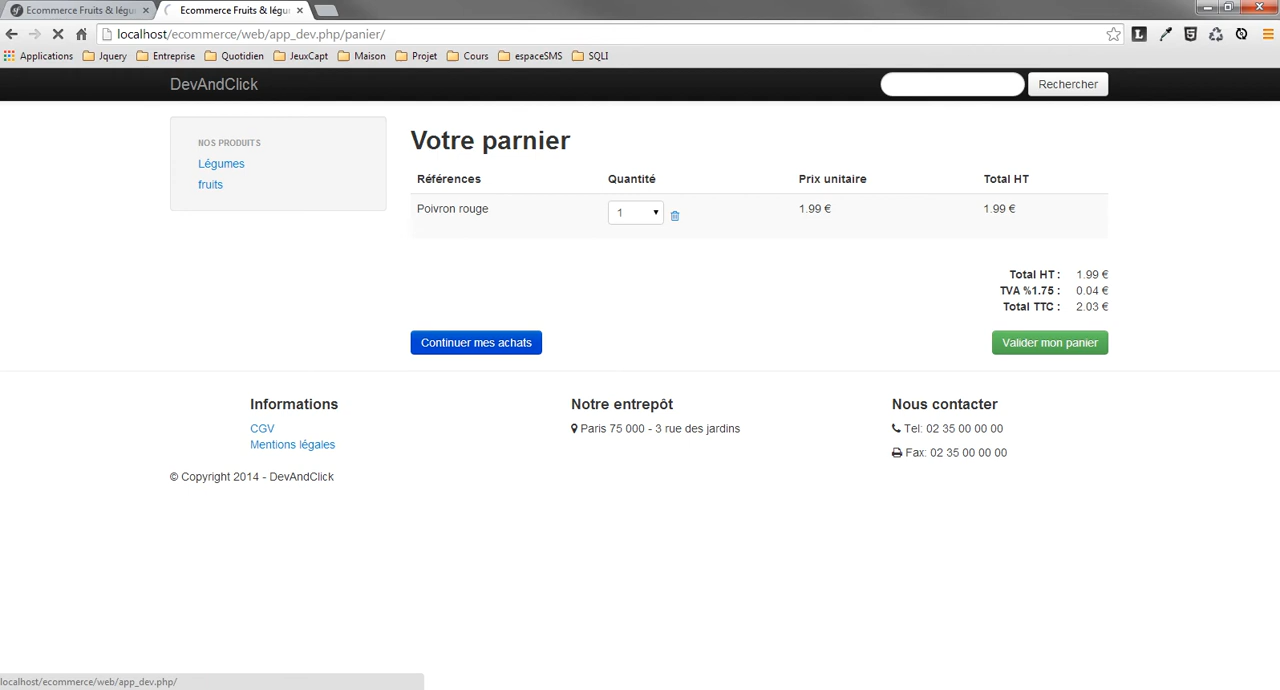 Ecommerce Fruits & légu
Ecommerce Fruits & légu
localhost/ecommerce/web/app_dev.php/panier/
Applications Jquery Entreprise Quotidien JeuxCapt Maison Projet Cours espaceSMS SQLI
DevAndClick
Rechercher
NOS PRODUITS
Légumes
fruits
Votre parnier
Références Quantité Prix unitaire Total HT
Poivron rouge 1 1.99 € 1.99 €
Total HT : 1.99 €
TVA %1.75 : 0.04 €
Total TTC : 2.03 €
Continuer mes achats Valider mon panier
Informations
CGV
Mentions légales
Notre entrepôt
Paris 75 000 - 3 rue des jardins
Nous contacter
Tel: 02 35 00 00 00
Fax: 02 35 00 00 00
© Copyright 2014 - DevAndClick
localhost/ecommerce/web/app_dev.php/